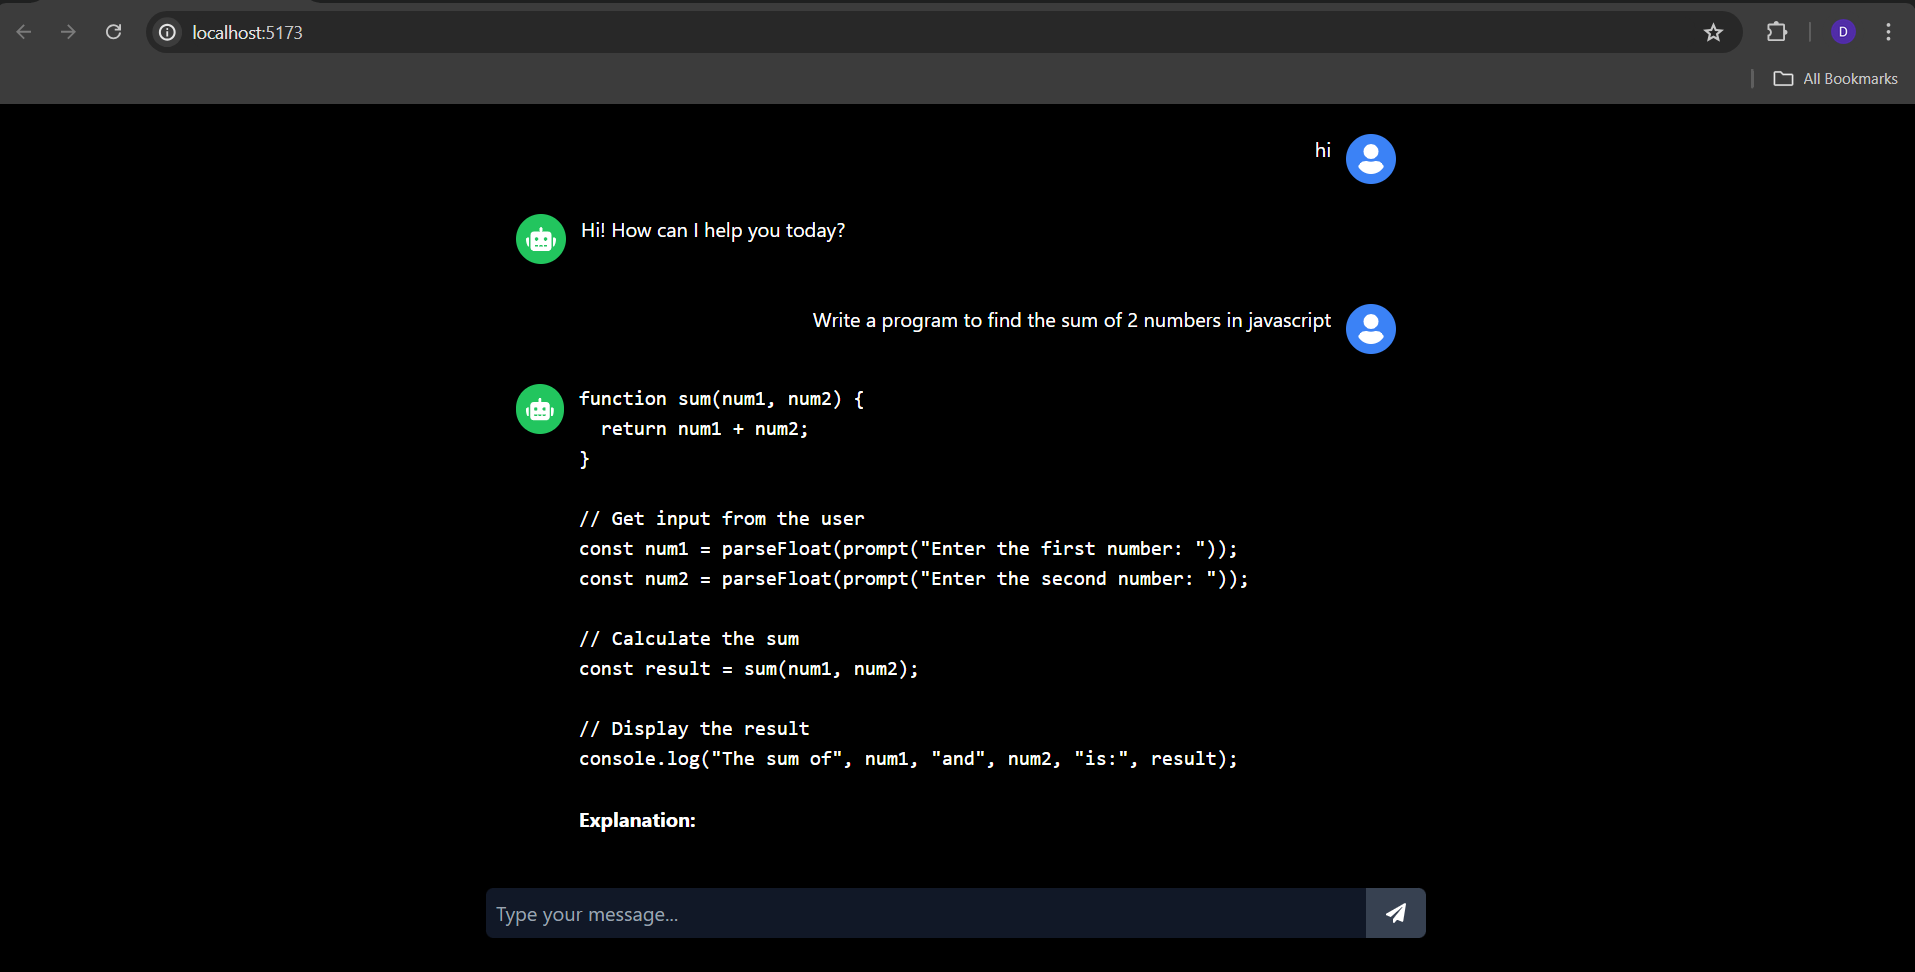 localhost:5173
D
All Bookmarks
hi
Hi! How can I help you today?
Write a program to find the sum of 2 numbers in javascript
function sum(num1, num2) {
  return num1 + num2;
}
// Get input from the user
const num1 = parseFloat(prompt("Enter the first number: "));
const num2 = parseFloat(prompt("Enter the second number: "));
// Calculate the sum
const result = sum(num1, num2);
// Display the result
console.log("The sum of", num1, "and", num2, "is:", result);
Explanation:
Type your message...